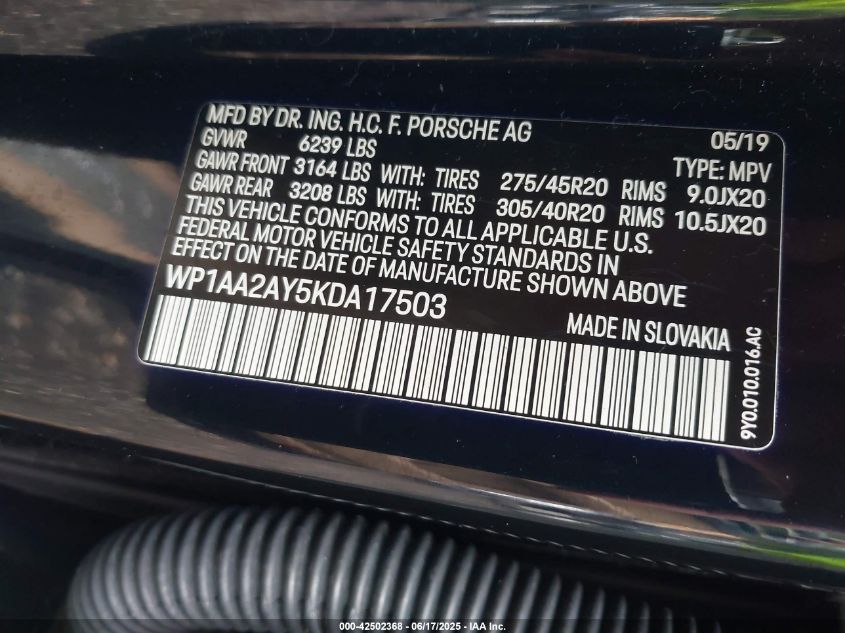 MFD BY DR. ING. H.C. F. PORSCHE AG 05/19
GVWR 6239 LBS TYPE: MPV
GAWR FRONT 3164 LBS WITH: TIRES 275/45R20 RIMS 9.0JX20
GAWR REAR 3208 LBS WITH: TIRES 305/40R20 RIMS 10.5JX20
THIS VEHICLE CONFORMS TO ALL APPLICABLE U.S.
FEDERAL MOTOR VEHICLE SAFETY STANDARDS IN
EFFECT ON THE DATE OF MANUFACTURE SHOWN ABOVE
WP1AA2AY5KDA17503
MADE IN SLOVAKIA
9Y0.010.016.AC
000-42502368 - 06/17/2025 - IAA Inc.